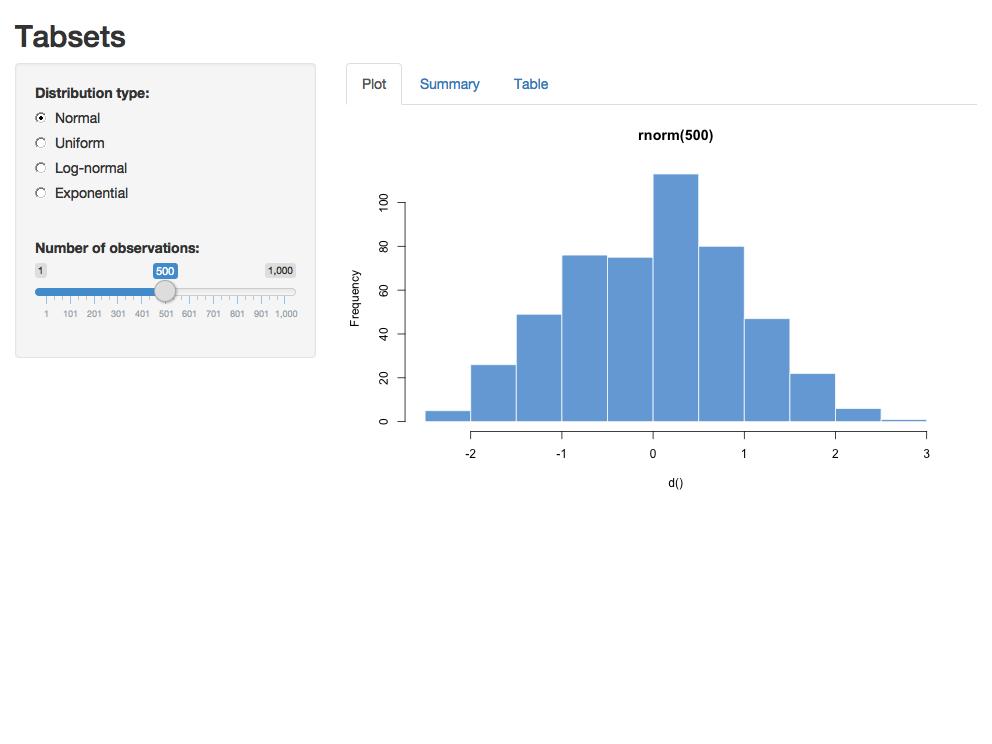 Tabsets
Distribution type:
Normal
Uniform
Log-normal
Exponential
Number of observations:
1 500 1,000
1 101 201 301 401 501 601 701 801 901 1,000
Plot Summary Table
rnorm(500)
Frequency
100
80
60
40
20
0
-2 -1 0 1 2 3
d()